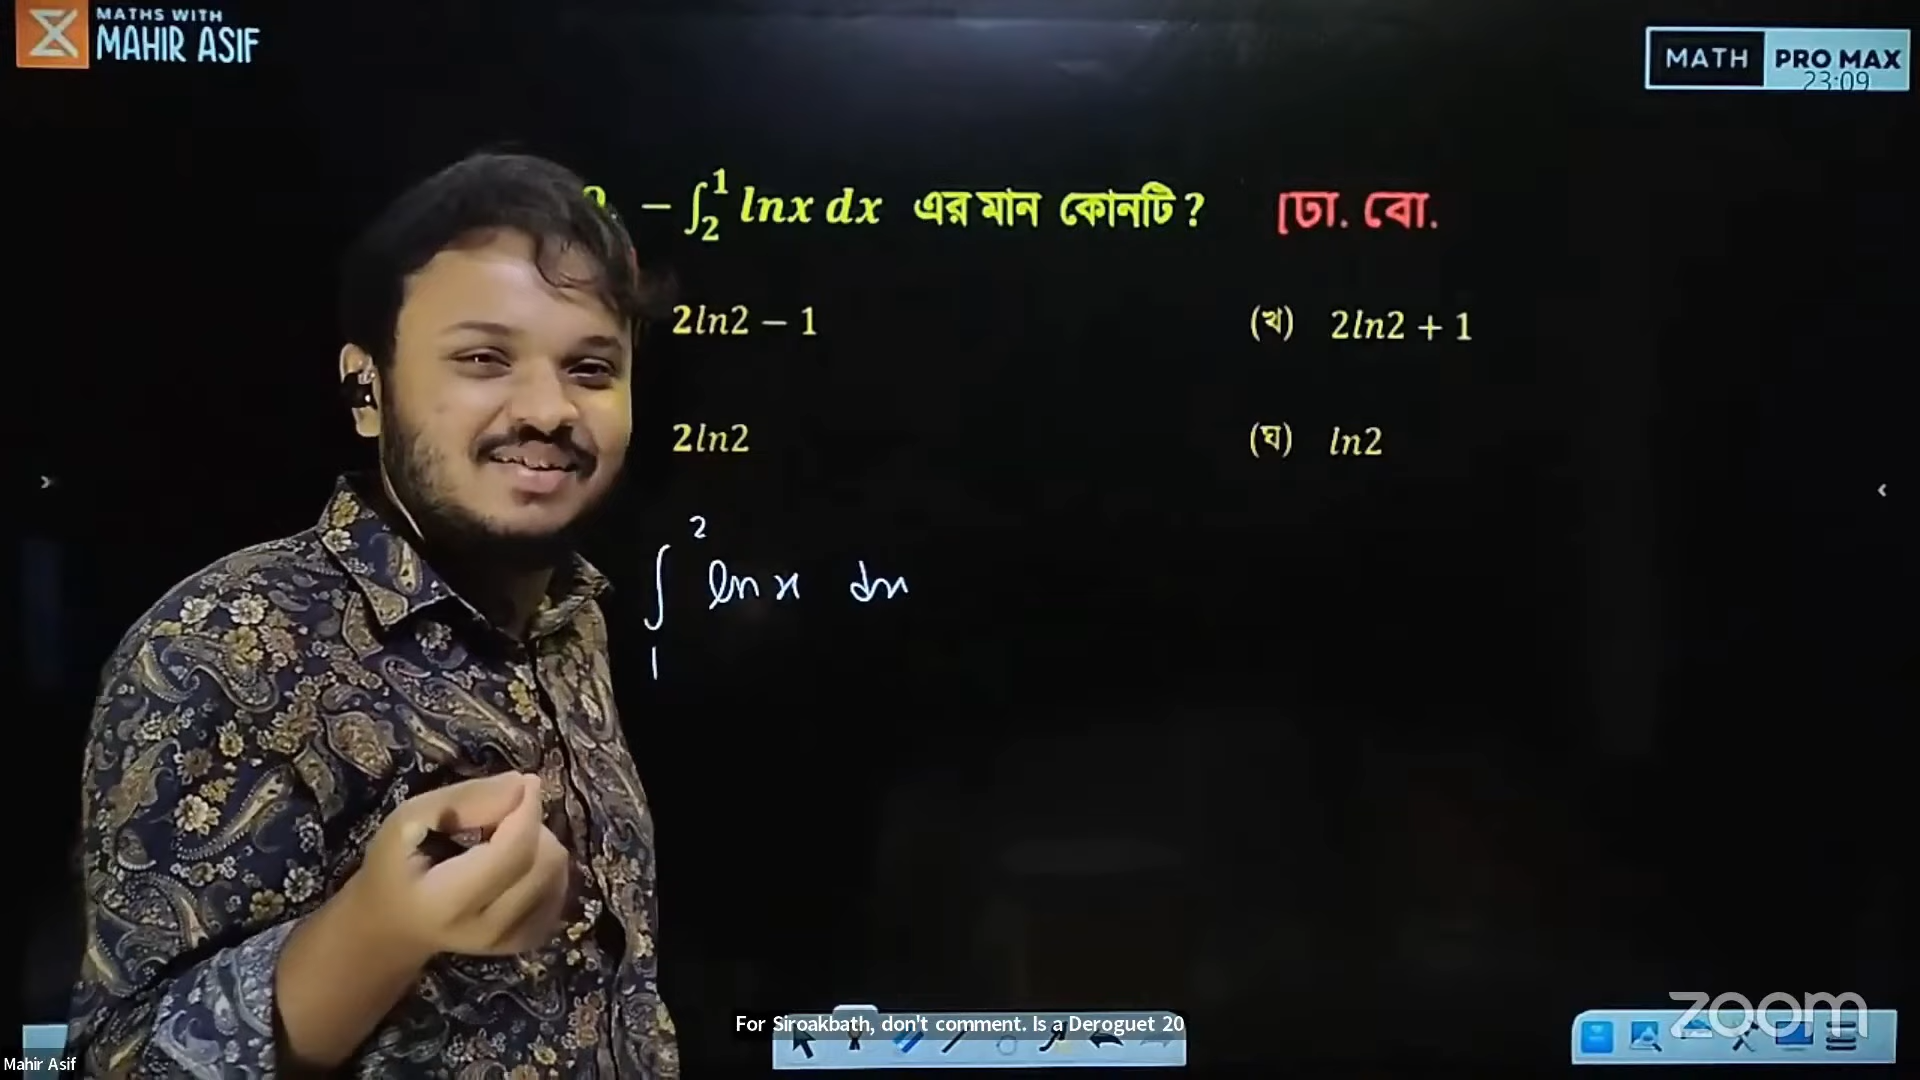 MATHS WITH
MAHIR ASIF
MATH PRO MAX
23:09
− ∫₂¹ lnx dx এর মান কোনটি ? [ঢা. বো.
2ln2 − 1
(খ) 2ln2 + 1
2ln2
(ঘ) ln2
∫₁² ln x dx
For Siroakbath, don't comment. Is a Deroguet 20
zoom
Mahir Asif